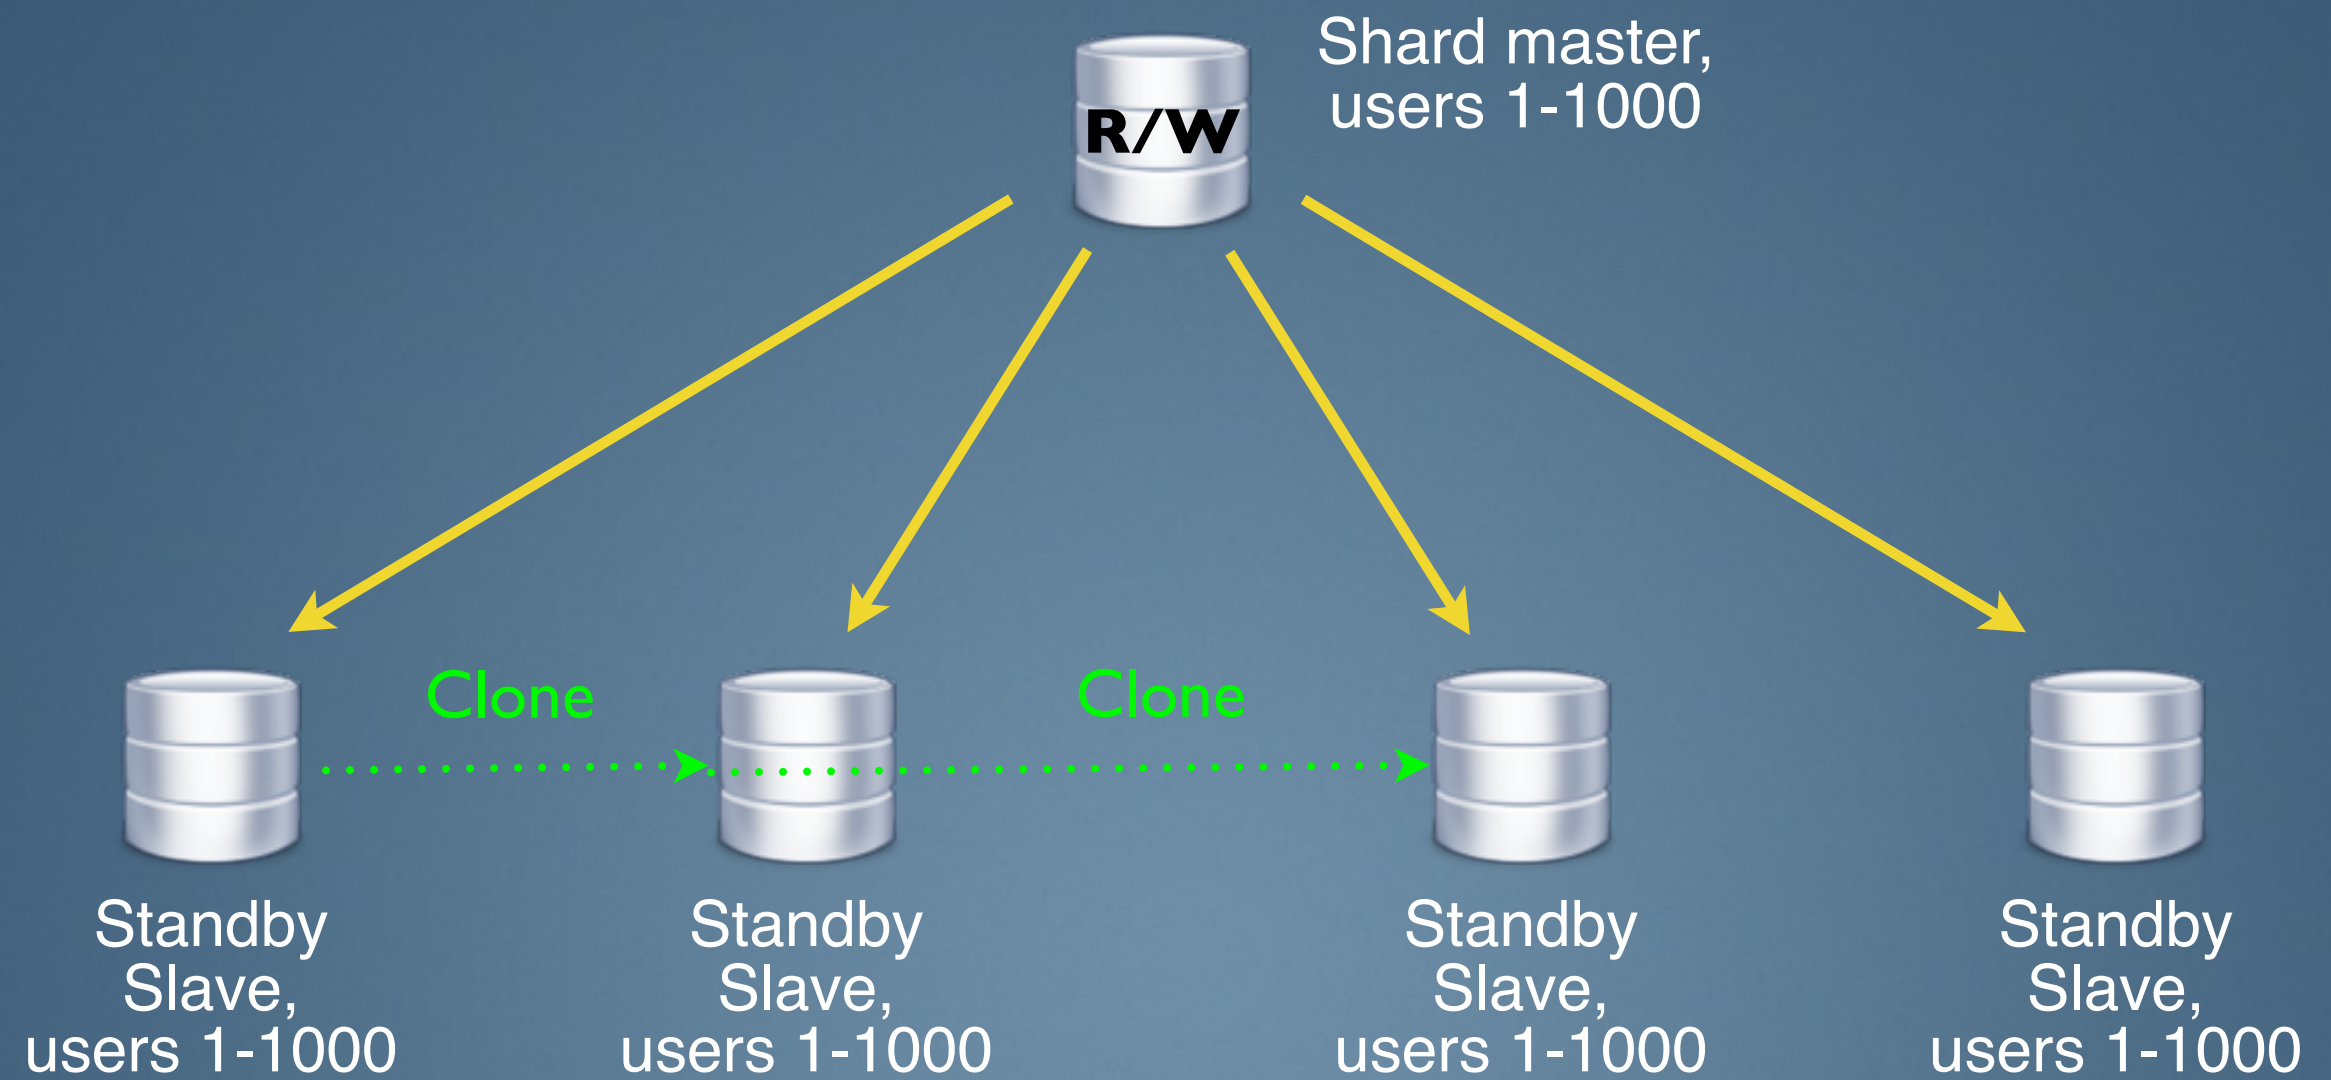 Shard master,
users 1-1000
R/W
Clone
Clone
Standby
Slave,
users 1-1000
Standby
Slave,
users 1-1000
Standby
Slave,
users 1-1000
Standby
Slave,
users 1-1000